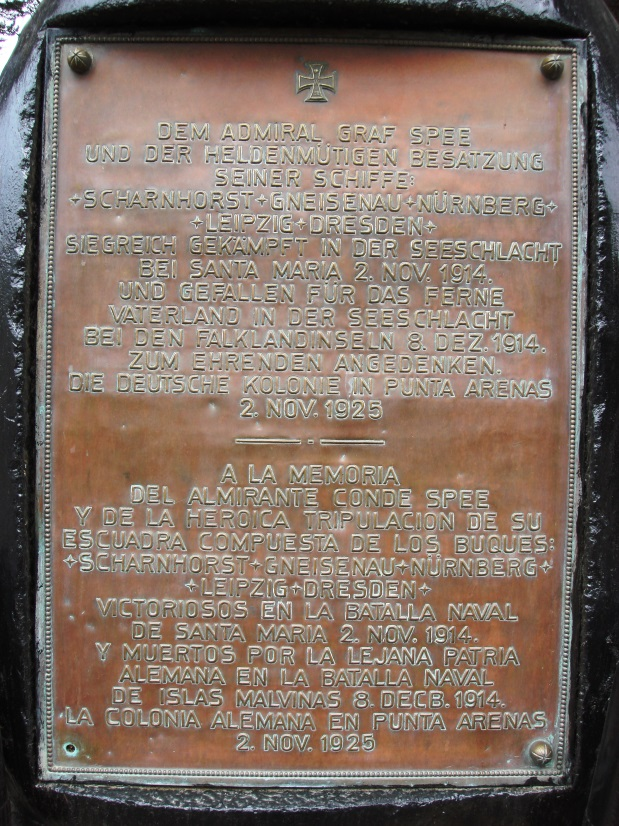 DEM ADMIRAL GRAF SPEE
UND DER HELDENMÜTIGEN BESATZUNG
SEINER SCHIFFE:
+SCHARNHORST+GNEISENAU+NÜRNBERG+
+LEIPZIG+DRESDEN+
SIEGREICH GEKÄMPFT IN DER SEESCHLACHT
BEI SANTA MARIA 2. NOV. 1914.
UND GEFALLEN FÜR DAS FERNE
VATERLAND IN DER SEESCHLACHT
BEI DEN FALKLANDINSELN 8. DEZ. 1914.
ZUM EHRENDEN ANGEDENKEN.
DIE DEUTSCHE KOLONIE IN PUNTA ARENAS
2. NOV. 1925
A LA MEMORIA
DEL ALMIRANTE CONDE SPEE
Y DE LA HEROICA TRIPULACION DE SU
ESCUADRA COMPUESTA DE LOS BUQUES:
+SCHARNHORST+GNEISENAU+NÜRNBERG+
+LEIPZIG+DRESDEN+
VICTORIOSOS EN LA BATALLA NAVAL
DE SANTA MARIA 2. NOV. 1914.
Y MUERTOS POR LA LEJANA PATRIA
ALEMANA EN LA BATALLA NAVAL
DE ISLAS MALVINAS 8. DECB. 1914.
LA COLONIA ALEMANA EN PUNTA ARENAS
2. NOV. 1925